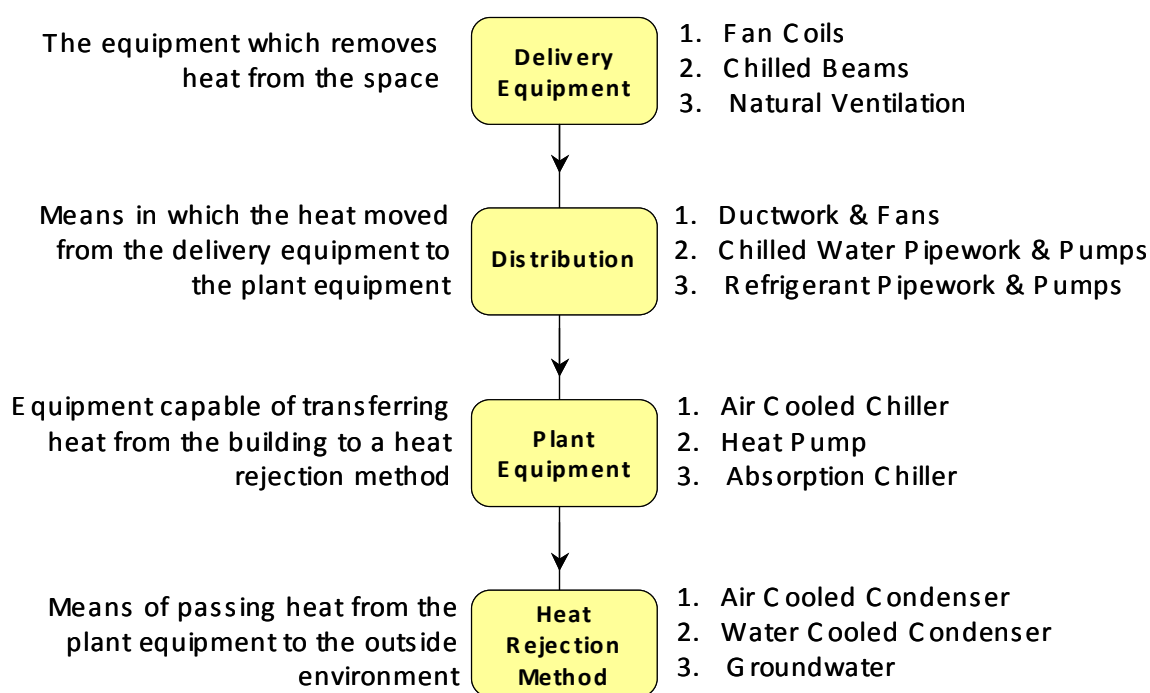 The equipment which removes
heat from the space
Delivery
Equipment
1. Fan Coils
2. Chilled Beams
3. Natural Ventilation
Means in which the heat moved
from the delivery equipment to
the plant equipment
Distribution
1. Ductwork & Fans
2. Chilled Water Pipework & Pumps
3. Refrigerant Pipework & Pumps
Equipment capable of transferring
heat from the building to a heat
rejection method
Plant
Equipment
1. Air Cooled Chiller
2. Heat Pump
3. Absorption Chiller
Means of passing heat from the
plant equipment to the outside
environment
Heat
Rejection
Method
1. Air Cooled Condenser
2. Water Cooled Condenser
3. Groundwater